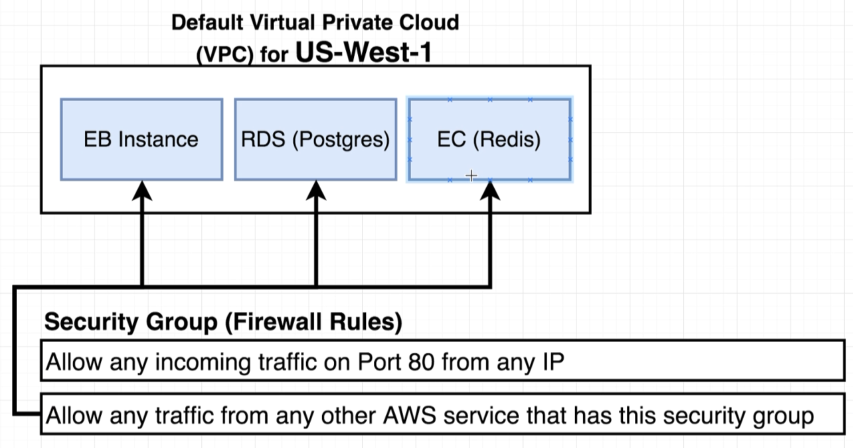 Default Virtual Private Cloud
(VPC) for US-West-1
EB Instance
RDS (Postgres)
EC (Redis)
Security Group (Firewall Rules)
Allow any incoming traffic on Port 80 from any IP
Allow any traffic from any other AWS service that has this security group